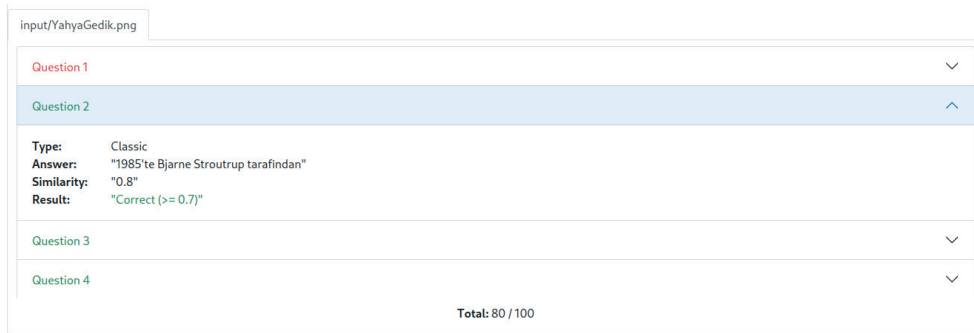 input/YahyaGedik.png
Question 1
Question 2
Type: Classic
Answer: "1985'te Bjarne Stroutrup tarafindan"
Similarity: "0.8"
Result: "Correct (>= 0.7)"
Question 3
Question 4
Total: 80 / 100